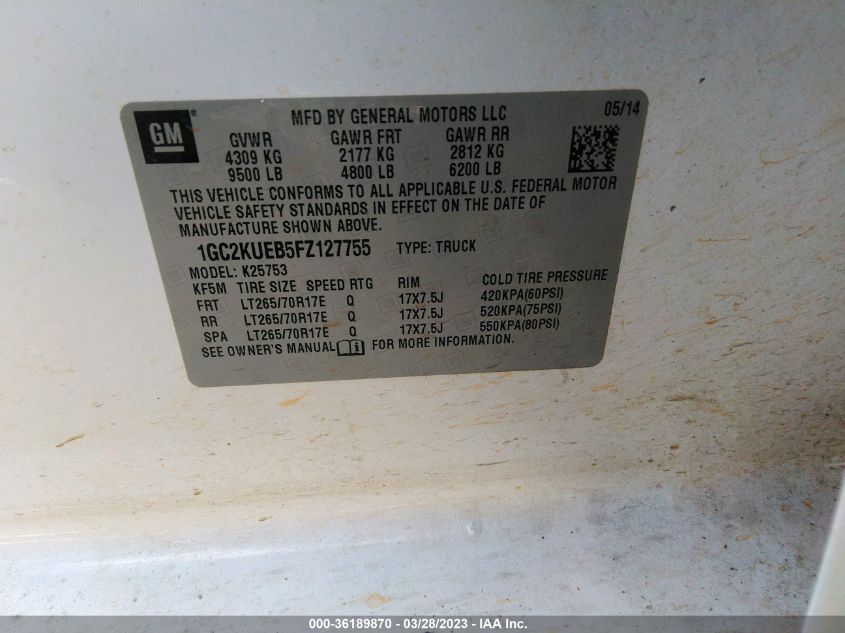 GM
MFD BY GENERAL MOTORS LLC 05/14
GVWR GAWR FRT GAWR RR
4309 KG 2177 KG 2812 KG
9500 LB 4800 LB 6200 LB
THIS VEHICLE CONFORMS TO ALL APPLICABLE U.S. FEDERAL MOTOR
VEHICLE SAFETY STANDARDS IN EFFECT ON THE DATE OF
MANUFACTURE SHOWN ABOVE.
1GC2KUEB5FZ127755 TYPE: TRUCK
MODEL: K25753
KF5M TIRE SIZE SPEED RTG RIM COLD TIRE PRESSURE
FRT LT265/70R17E Q 17X7.5J 420KPA(60PSI)
RR LT265/70R17E Q 17X7.5J 520KPA(75PSI)
SPA LT265/70R17E Q 17X7.5J 550KPA(80PSI)
SEE OWNER'S MANUAL FOR MORE INFORMATION.
000-36189870 - 03/28/2023 - IAA Inc.